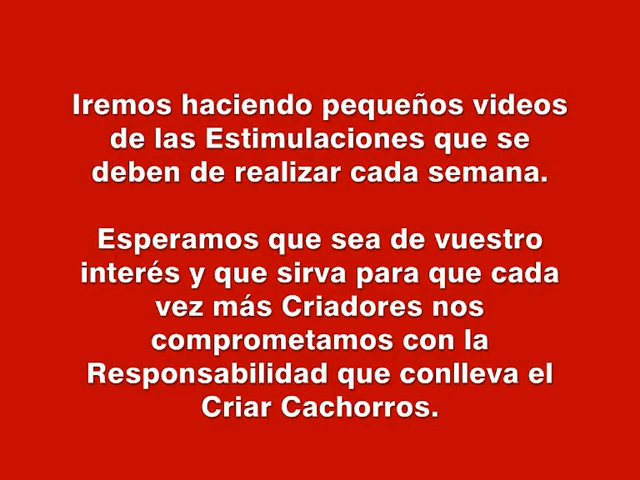 Iremos haciendo pequeños videos
de las Estimulaciones que se
deben de realizar cada semana.
Esperamos que sea de vuestro
interés y que sirva para que cada
vez más Criadores nos
comprometamos con la
Responsabilidad que conlleva el
Criar Cachorros.